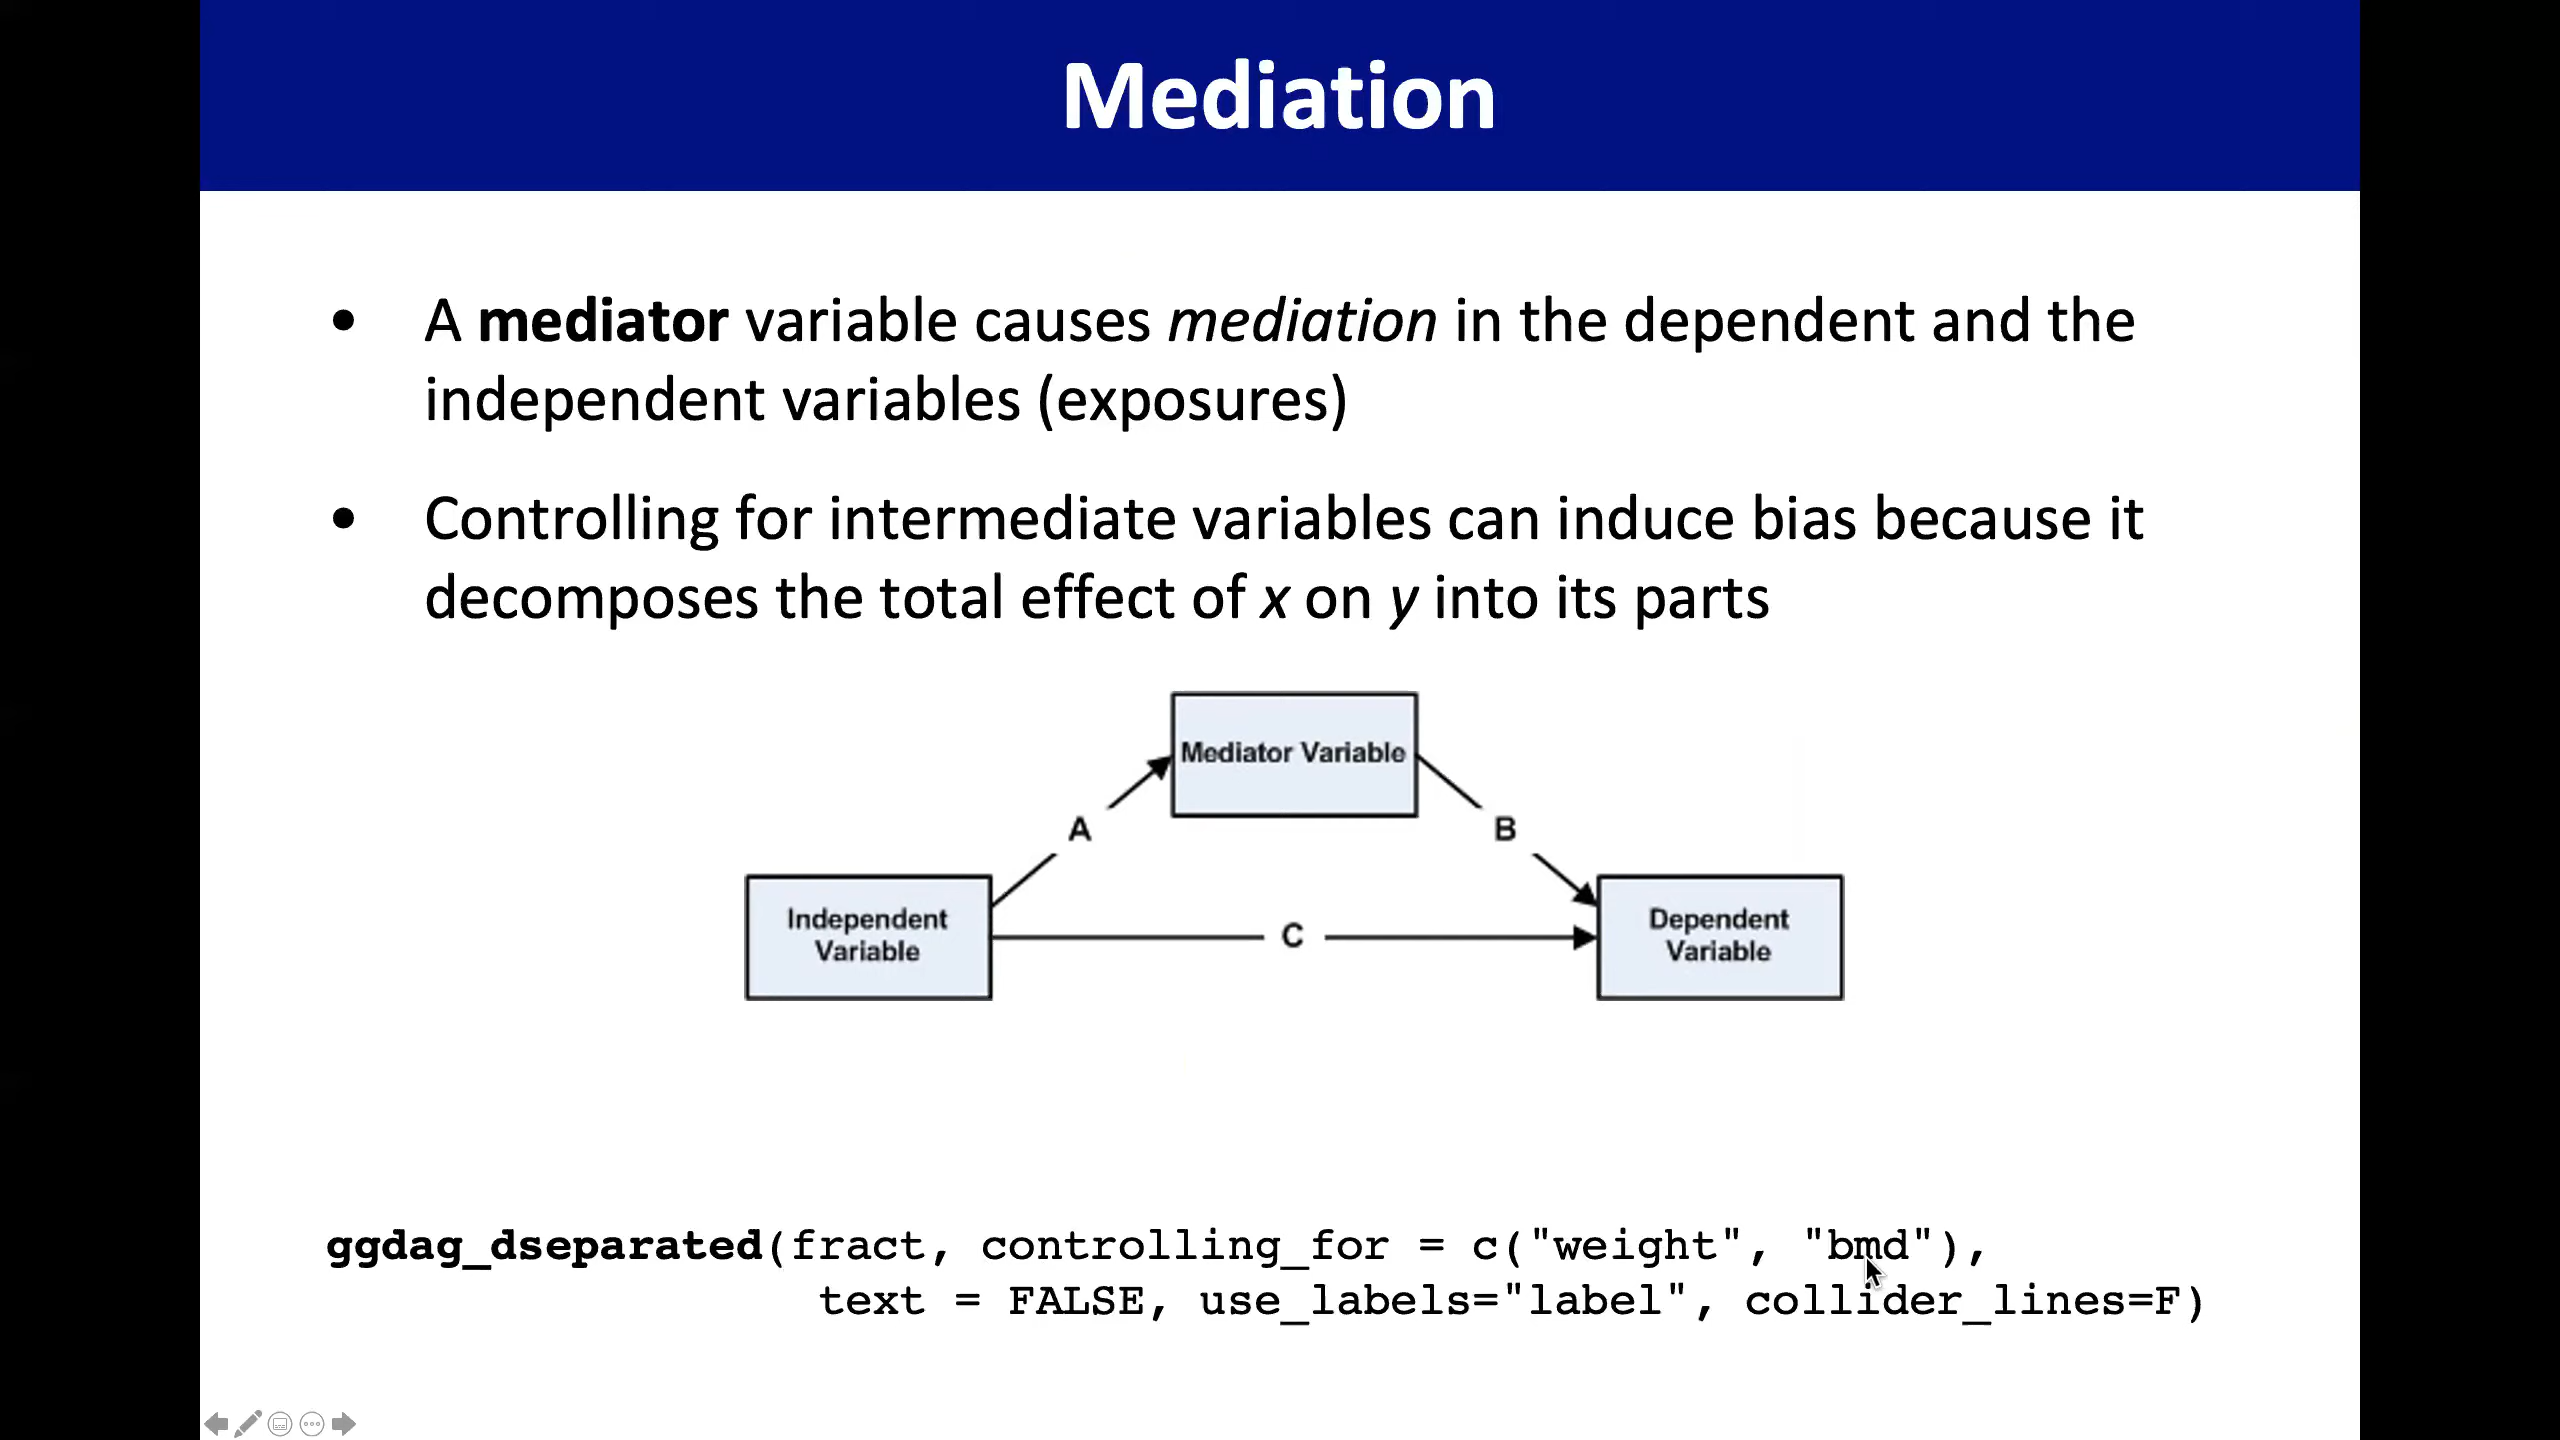 Mediation
• A mediator variable causes mediation in the dependent and the
independent variables (exposures)
• Controlling for intermediate variables can induce bias because it
decomposes the total effect of x on y into its parts
Mediator Variable
A
B
Independent
Variable
C
Dependent
Variable
ggdag_dseparated(fract, controlling_for = c("weight", "bmd"),
text = FALSE, use_labels="label", collider_lines=F)